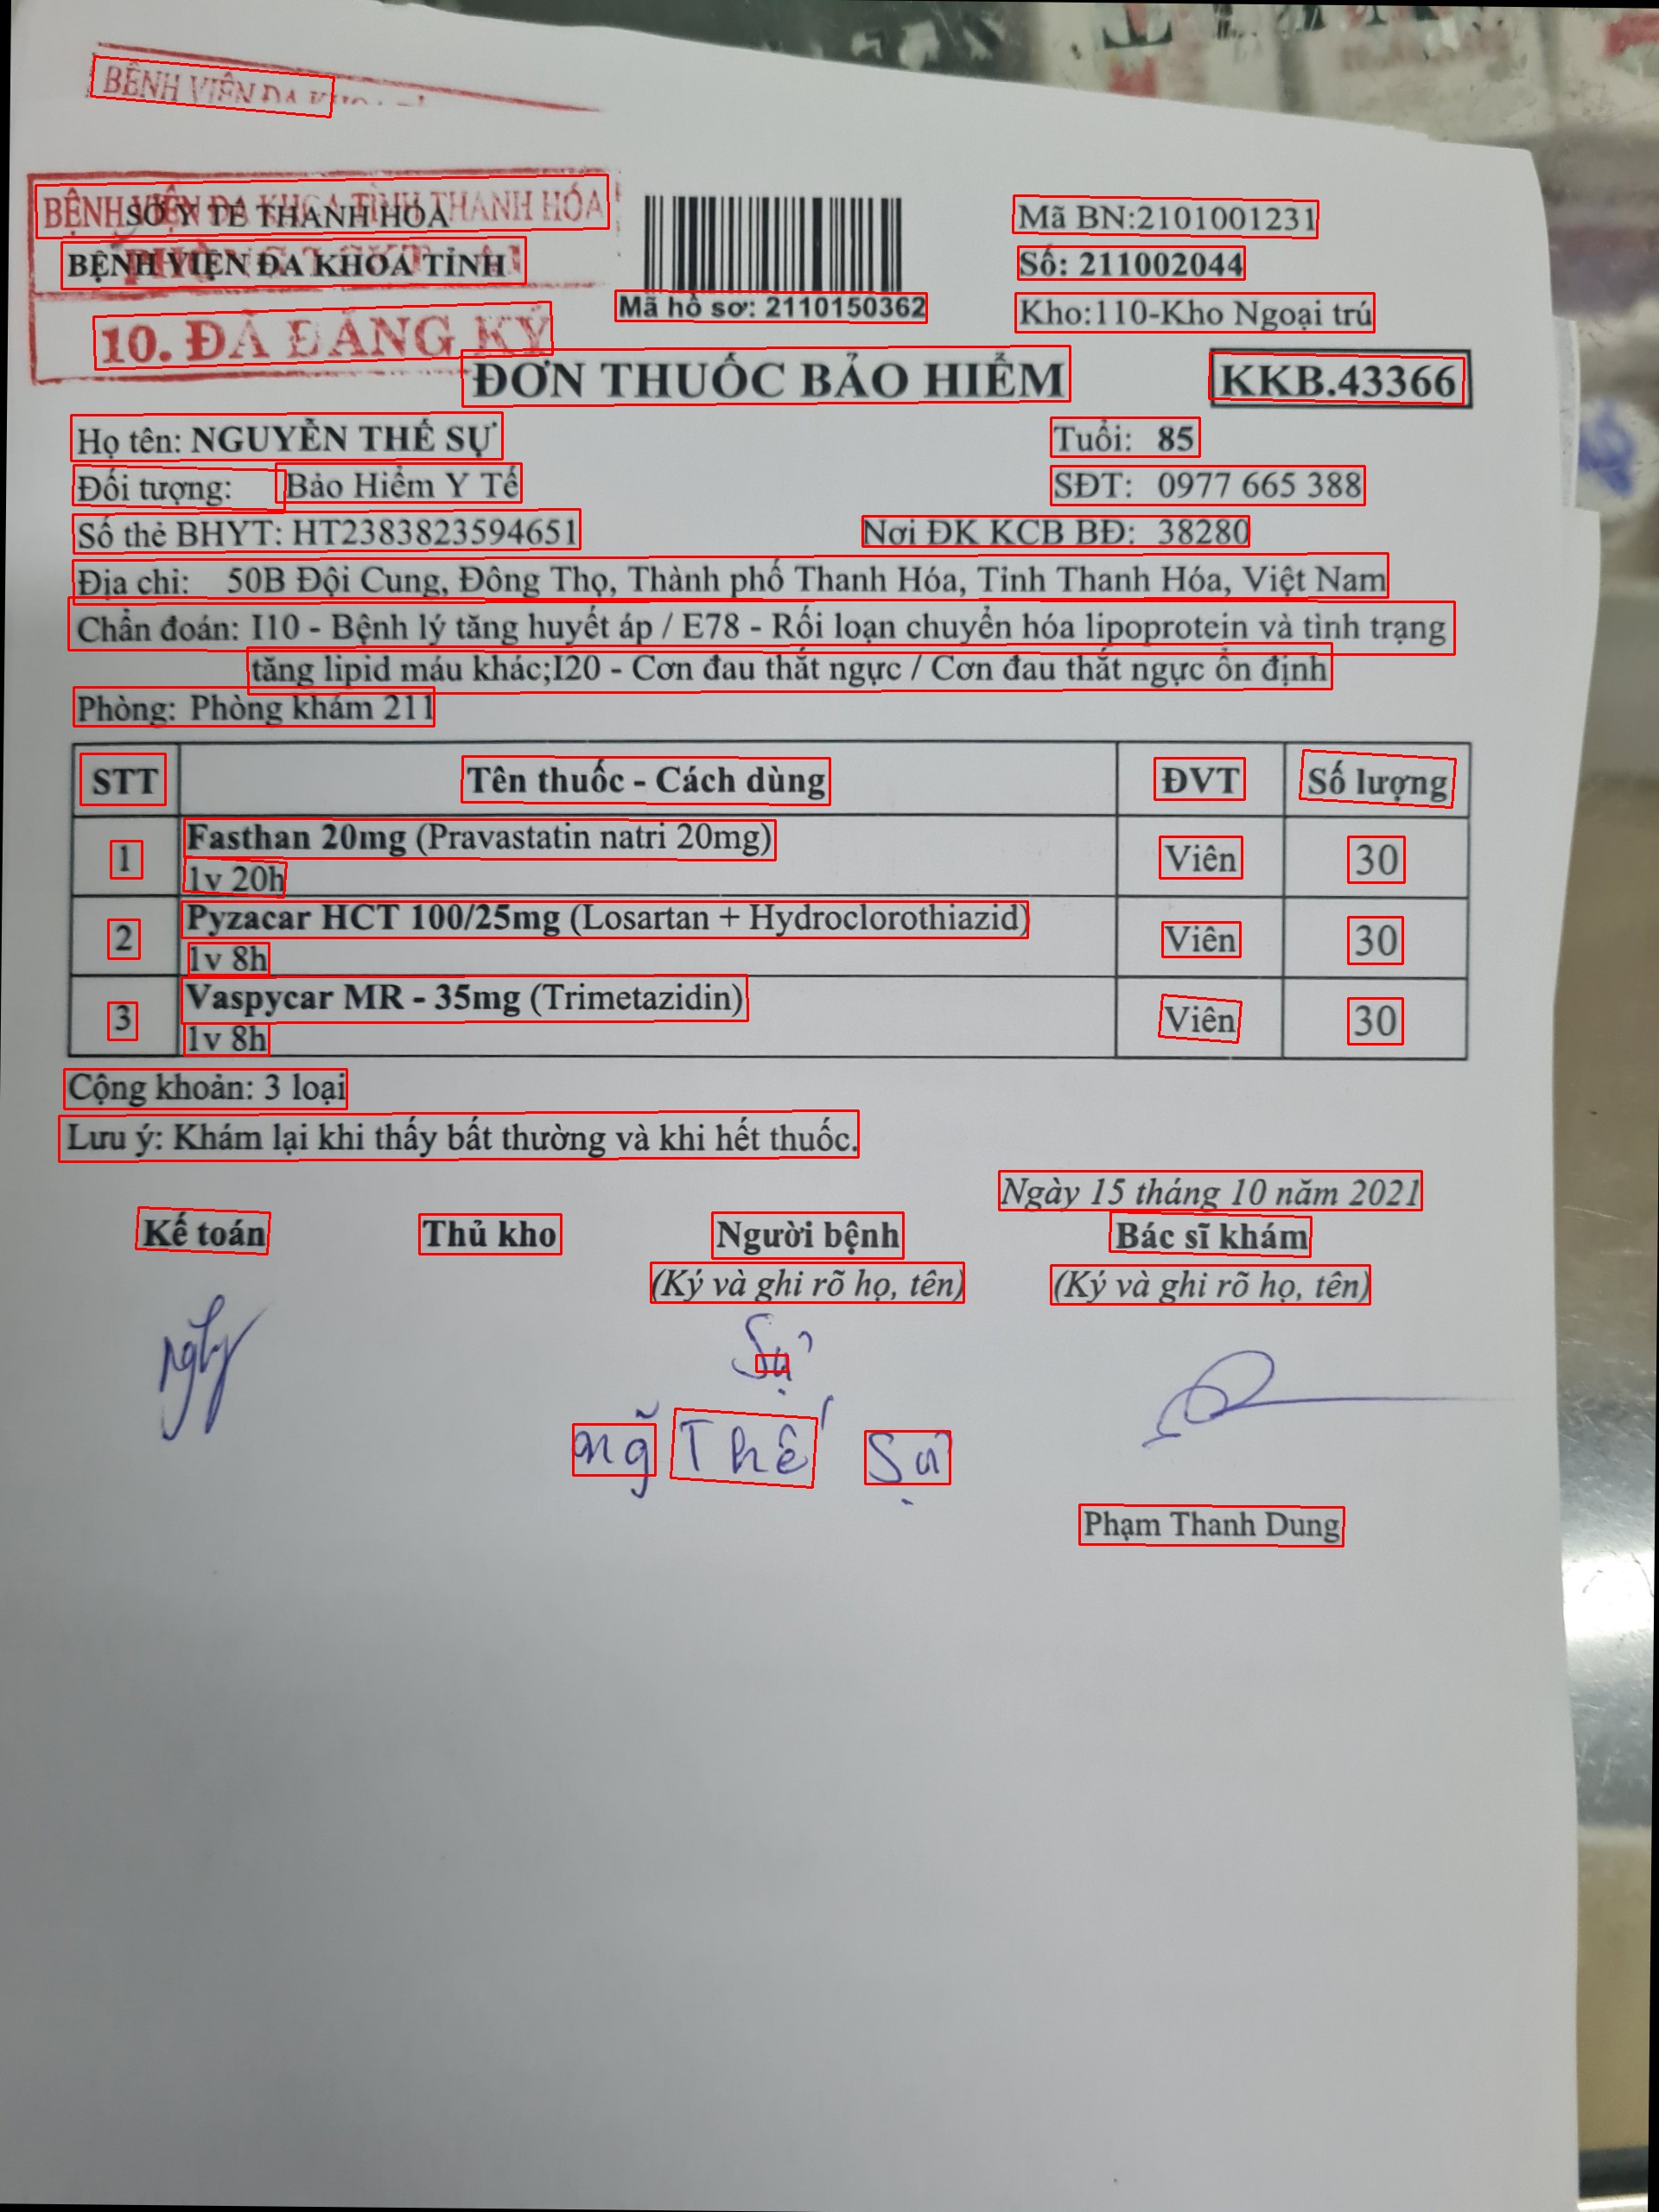 BỆNH VIỆN ĐA
BỆNH VIỆN ĐA KHOA TỈNH THANH HÓA
SỞ Y TẾ THANH HÓA
BỆNH VIỆN ĐA KHOA TỈNH
10. ĐÃ ĐĂNG KÝ
Mã hồ sơ: 2110150362
Mã BN:2101001231
Số: 211002044
Kho:110-Kho Ngoại trú
ĐƠN THUỐC BẢO HIỂM
KKB.43366
Họ tên: NGUYỄN THẾ SỰ Tuổi: 85
Đối tượng: Bảo Hiểm Y Tế SĐT: 0977 665 388
Số thẻ BHYT: HT2383823594651 Nơi ĐK KCB BĐ: 38280
Địa chỉ: 50B Đội Cung, Đông Thọ, Thành phố Thanh Hóa, Tỉnh Thanh Hóa, Việt Nam
Chẩn đoán: I10 - Bệnh lý tăng huyết áp / E78 - Rối loạn chuyển hóa lipoprotein và tình trạng
tăng lipid máu khác;I20 - Cơn đau thắt ngực / Cơn đau thắt ngực ổn định
Phòng: Phòng khám 211
STT Tên thuốc - Cách dùng ĐVT Số lượng
1 Fasthan 20mg (Pravastatin natri 20mg) Viên 30
1v 20h
2 Pyzacar HCT 100/25mg (Losartan + Hydroclorothiazid) Viên 30
1v 8h
3 Vaspycar MR - 35mg (Trimetazidin) Viên 30
1v 8h
Cộng khoản: 3 loại
Lưu ý: Khám lại khi thấy bất thường và khi hết thuốc.
Ngày 15 tháng 10 năm 2021
Kế toán Thủ kho Người bệnh Bác sĩ khám
(Ký và ghi rõ họ, tên) (Ký và ghi rõ họ, tên)
Sự
Ng̃ Thế Sự
Phạm Thanh Dung